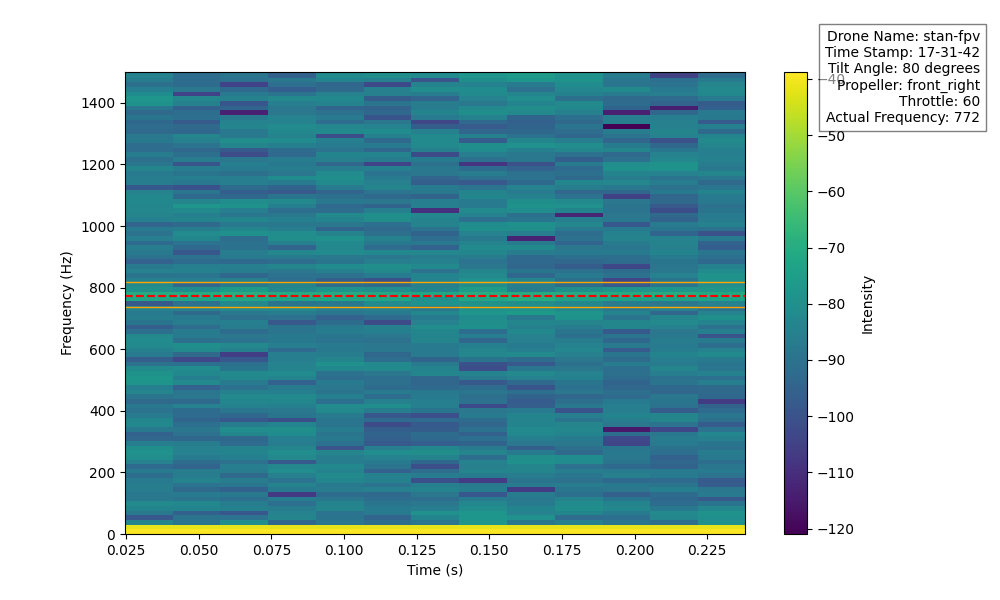 Drone Name: stan-fpv
Time Stamp: 17-31-42
Tilt Angle: 80 degrees
Propeller: front_right
Throttle: 60
Actual Frequency: 772
1400
1200
1000
800
600
400
200
0
Frequency (Hz)
0.025
0.050
0.075
0.100
0.125
0.150
0.175
0.200
0.225
Time (s)
−40
−50
−60
−70
−80
−90
−100
−110
−120
Intensity